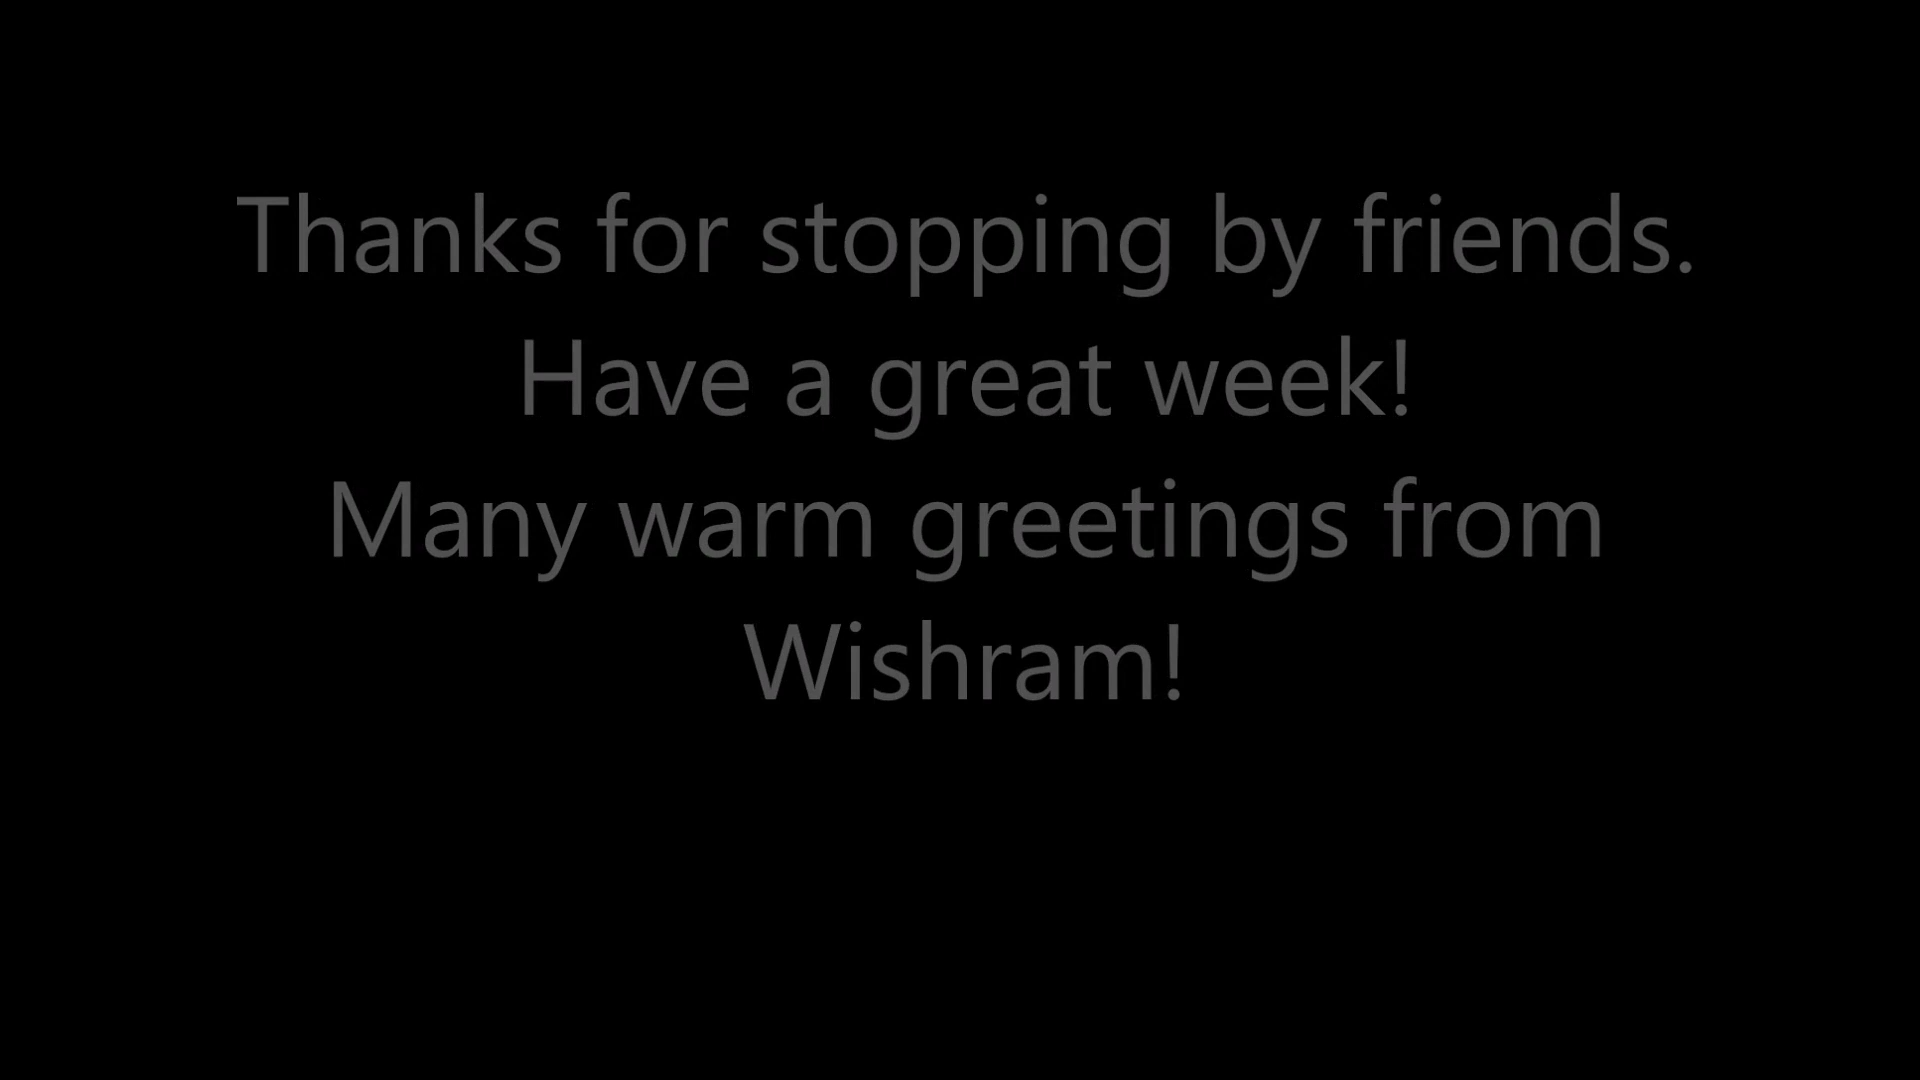 Thanks for stopping by friends.
Have a great week!
Many warm greetings from
Wishram!